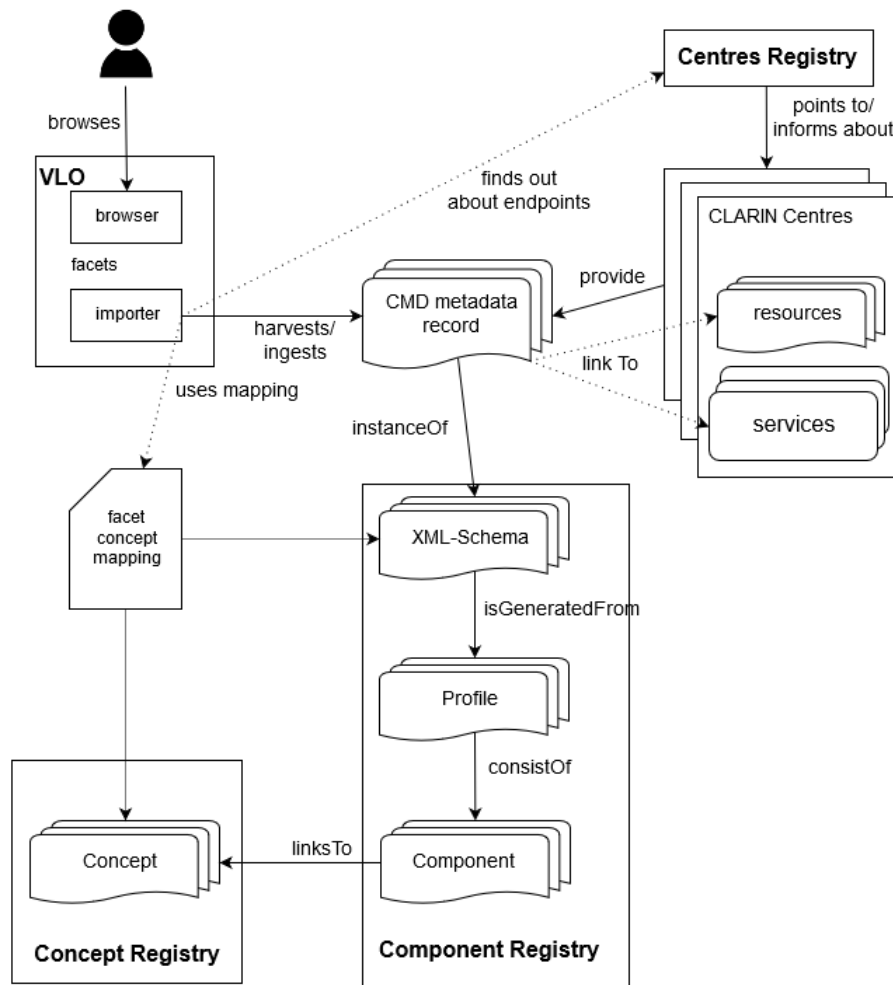 Centres Registry
browses
points to/
informs about
VLO
finds out
about endpoints
browser
CLARIN Centres
facets
provide
importer
CMD metadata
record
resources
harvests/
ingests
link To
uses mapping
services
instanceOf
facet
concept
mapping
XML-Schema
isGeneratedFrom
Profile
consistOf
Concept
linksTo
Component
Concept Registry
Component Registry